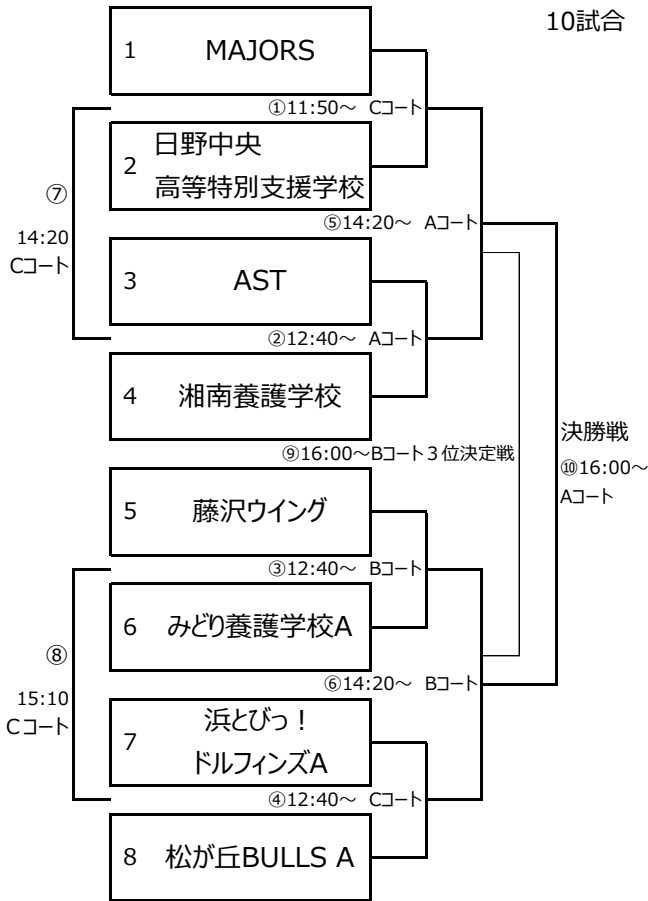 10試合
1 MAJORS
①11:50～ Cコート
2 日野中央
高等特別支援学校
⑦
14:20
Cコート
⑤14:20～ Aコート
3 AST
②12:40～ Aコート
4 湘南養護学校
⑨16:00～Bコート３位決定戦
決勝戦
⑩16:00～
Aコート
5 藤沢ウイング
③12:40～ Bコート
6 みどり養護学校A
⑧
15:10
Ｃコート
⑥14:20～ Bコート
7 浜とびっ！
ドルフィンズA
④12:40～ Cコート
8 松が丘BULLS A